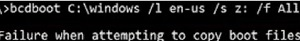 \>bcdboot C:\windows /l en-us /s z: /f All
Failure when attempting to copy boot files